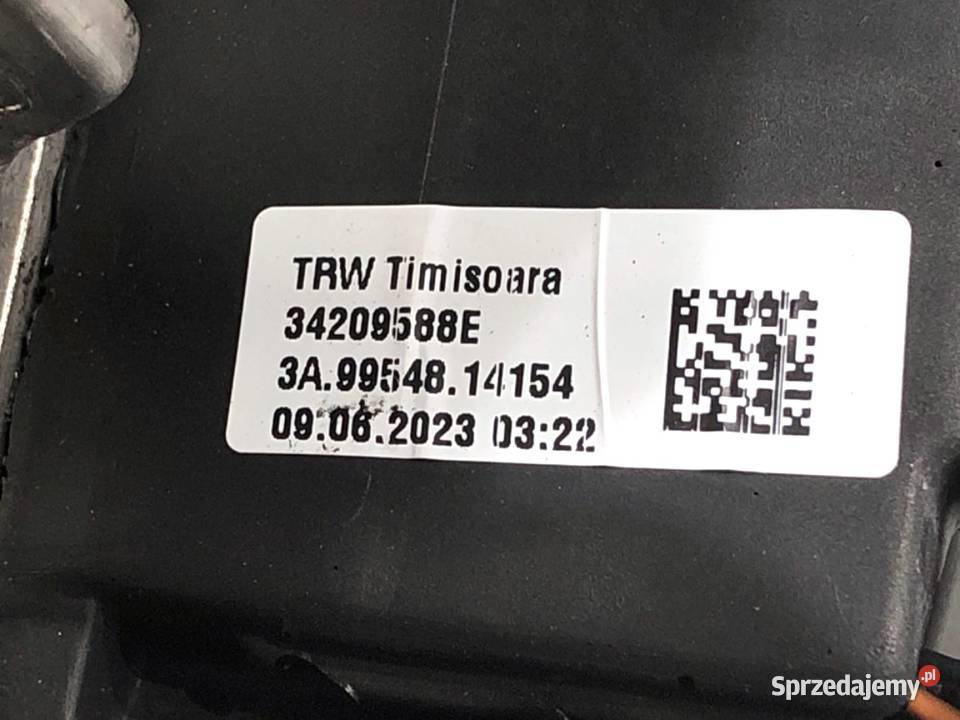 TRW Timisoara
34209588E
3A.99548.14154
09.06.2023 03:22
Sprzedajemy.pl